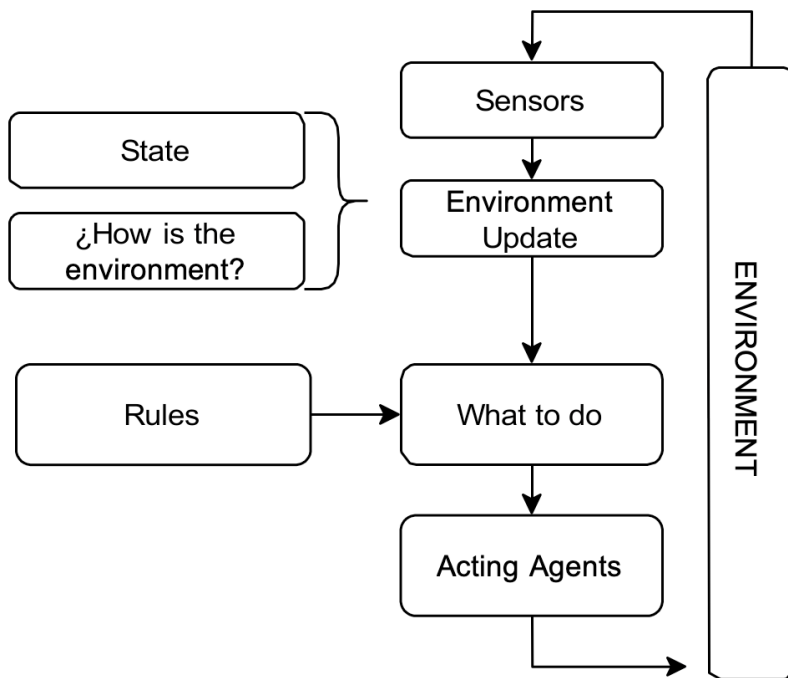 Sensors
State
Environment
Update
¿How is the
environment?
Rules
What to do
Acting Agents
ENVIRONMENT